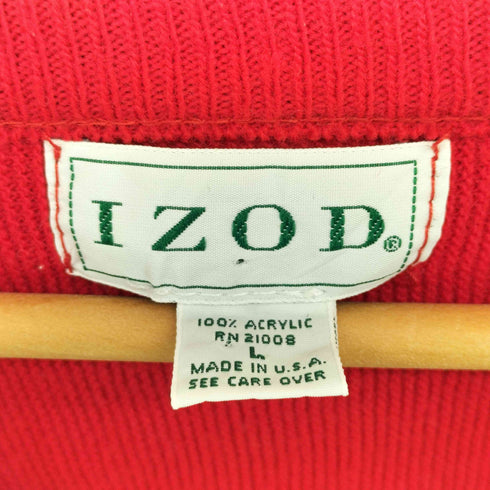 IZOD®
100% ACRYLIC
RN 21008
L
MADE IN U.S.A.
SEE CARE OVER